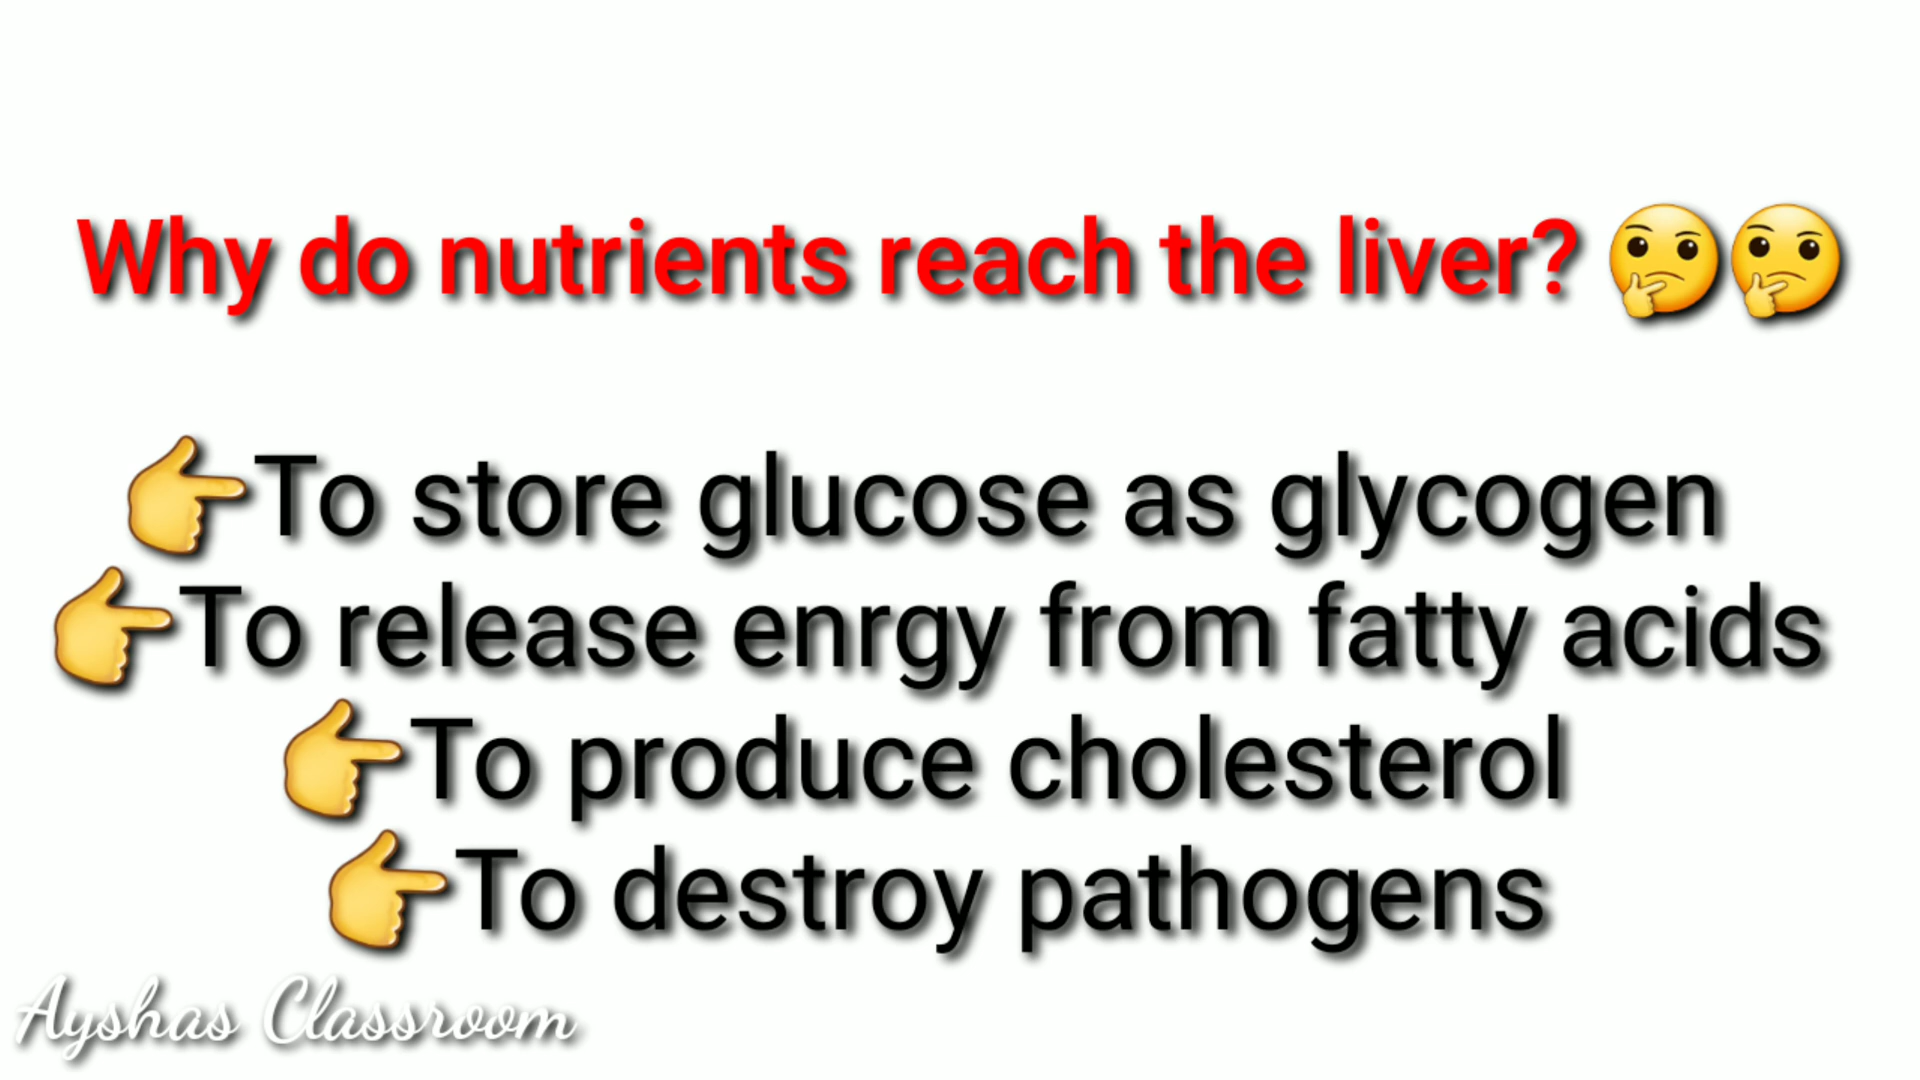 Why do nutrients reach the liver? 🤔🤔
👉To store glucose as glycogen
👉To release enrgy from fatty acids
👉To produce cholesterol
👉To destroy pathogens
Ayshas Classroom